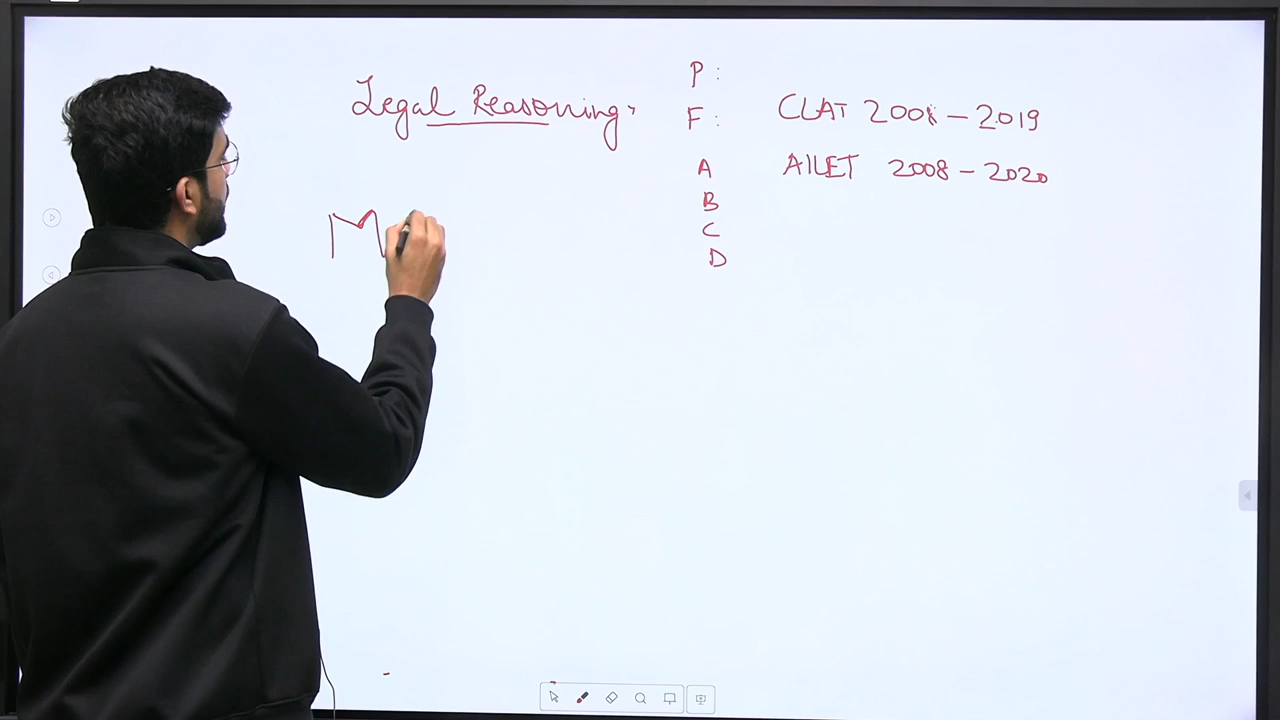 Legal Reasoning
P :
F :
A
B
C
D
CLAT 2008 - 2019
AILET 2008 - 2020
M